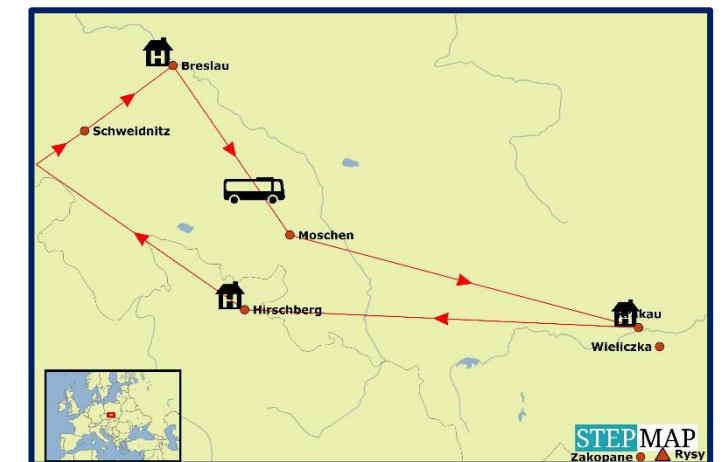 H
Breslau
Schweidnitz
Moschen
H
Hirschberg
H
Wieliczka
STEPMAP
Zakopane
Rysy